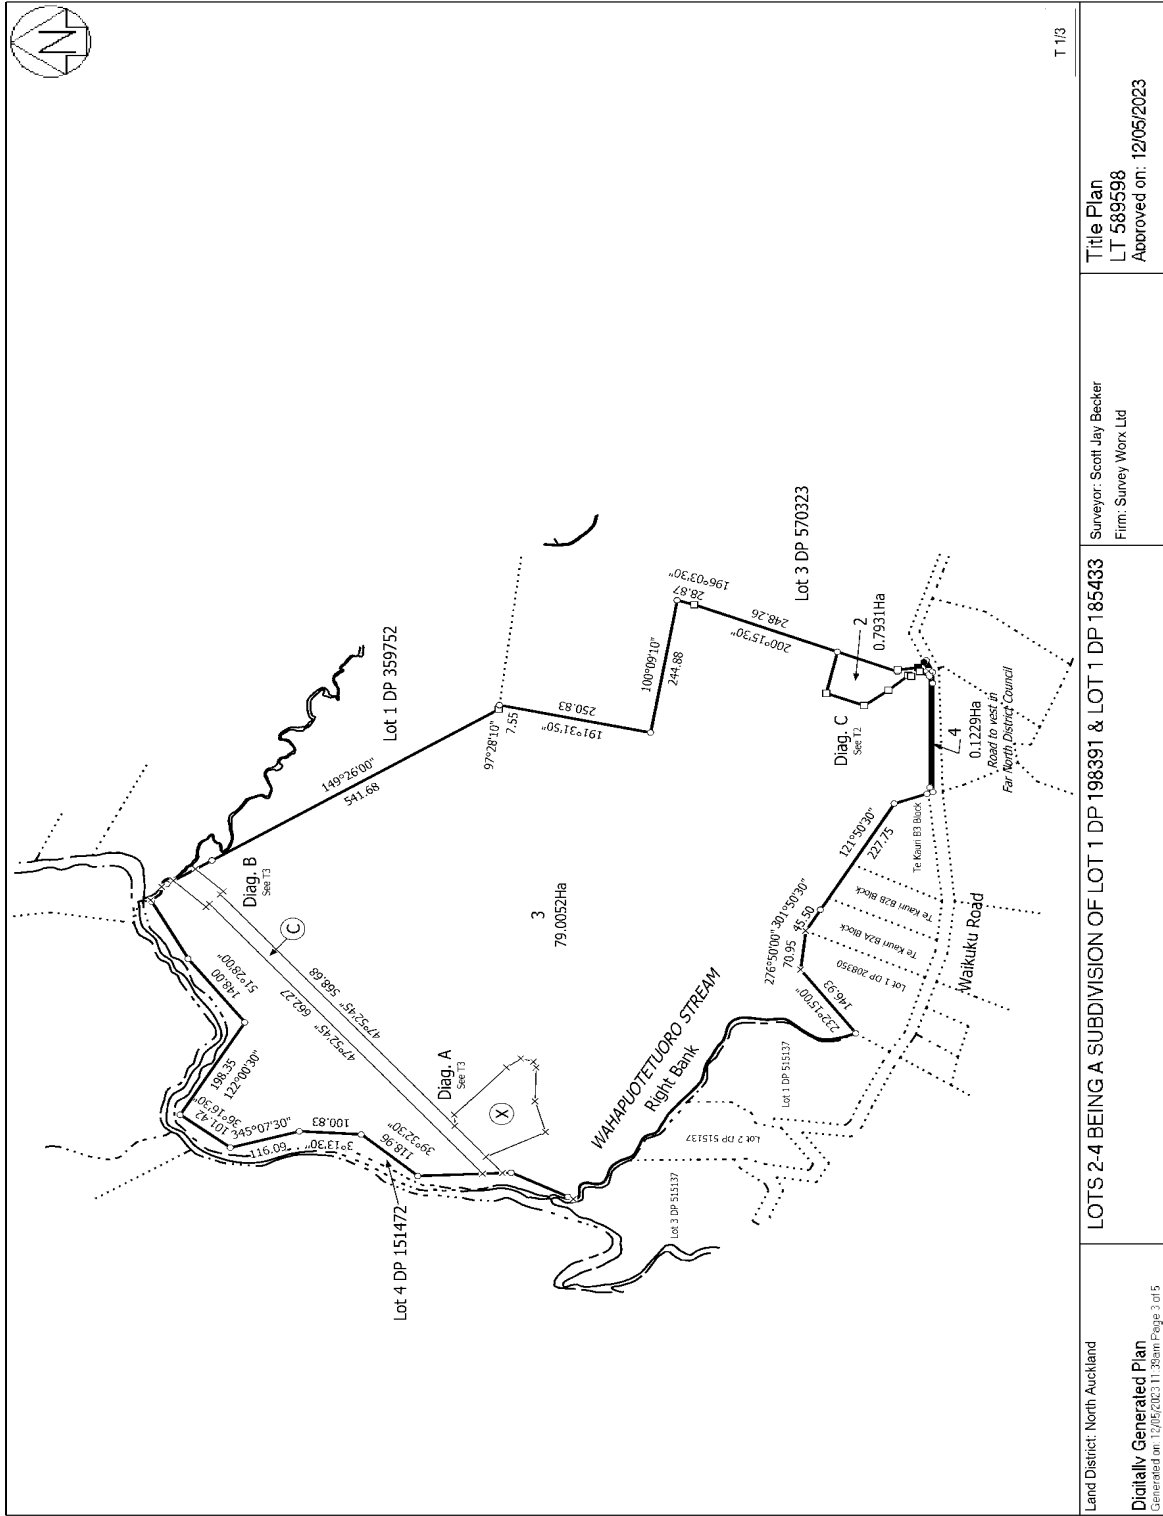 N
T 1/3
Lot 1 DP 359752
149°26'00"
541.68
97°28'10"
7.55
Diag. B
See T3
C
51°28'00"
148.00
198.35
122°00'30"
36°16'30"
101.42
345°07'30"
116.09
100.83
3°13'30"
39°32'30"
118.96
Lot 4 DP 151472
662.27
47°52'45"
568.68
47°52'45"
Diag. A
See T3
X
3
79.0052Ha
250.83
191°31'50"
100°09'10"
244.88
28.87
196°03'30"
248.26
200°15'30"
Lot 3 DP 570323
Diag. C
See T2
2
0.7931Ha
4
0.1229Ha
Road to vest in
Far North District Council
121°50'30"
227.75
Te Kauri B3 Block
Te Kauri B2B Block
Te Kauri B2A Block
Lot 1 DP 208350
301°50'30"
45.50
276°50'00"
70.95
146.93
232°15'00"
WAHAPUOTETUORO STREAM
Right Bank
Lot 1 DP 515137
Lot 2 DP 515137
Lot 3 DP 515137
Waikuku Road
Land District: North Auckland
Digitally Generated Plan
Generated on: 12/05/2023 11:39am Page 3 of 5
LOTS 2-4 BEING A SUBDIVISION OF LOT 1 DP 198391 & LOT 1 DP 185433
Surveyor: Scott Jay Becker
Firm: Survey Worx Ltd
Title Plan
LT 589598
Approved on: 12/05/2023